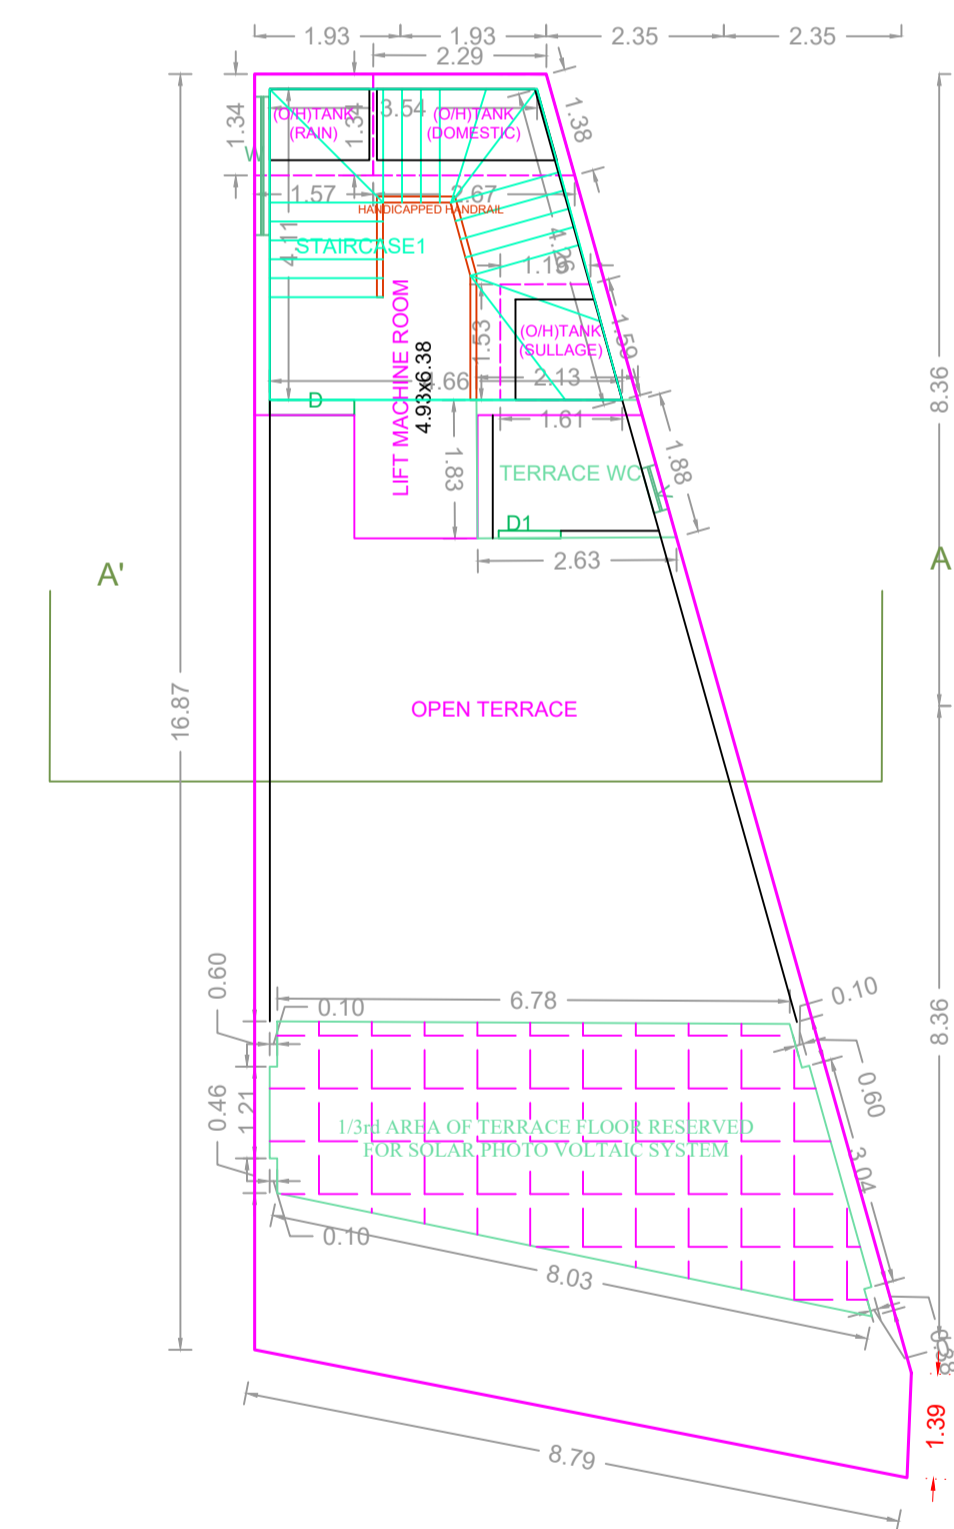 1.93
1.93
2.35
2.35
2.29
1.34
1.34
3.54
1.38
(O/H)TANK
(RAIN)
(O/H)TANK
(DOMESTIC)
W
1.57
2.67
HANDICAPPED HANDRAIL
STAIRCASE1
4.11
4.26
1.19
1.53
(O/H)TANK
(SULLAGE)
1.59
LIFT MACHINE ROOM
4.93x6.38
4.66
2.13
D
1.61
1.83
TERRACE WC
1.88
V
D1
2.63
8.36
A'
A
16.87
OPEN TERRACE
8.36
0.60
0.10
6.78
0.10
0.46
1.21
0.60
1/3rd AREA OF TERRACE FLOOR RESERVED
FOR SOLAR PHOTO VOLTAIC SYSTEM
3.04
0.10
8.03
1.39
8.79